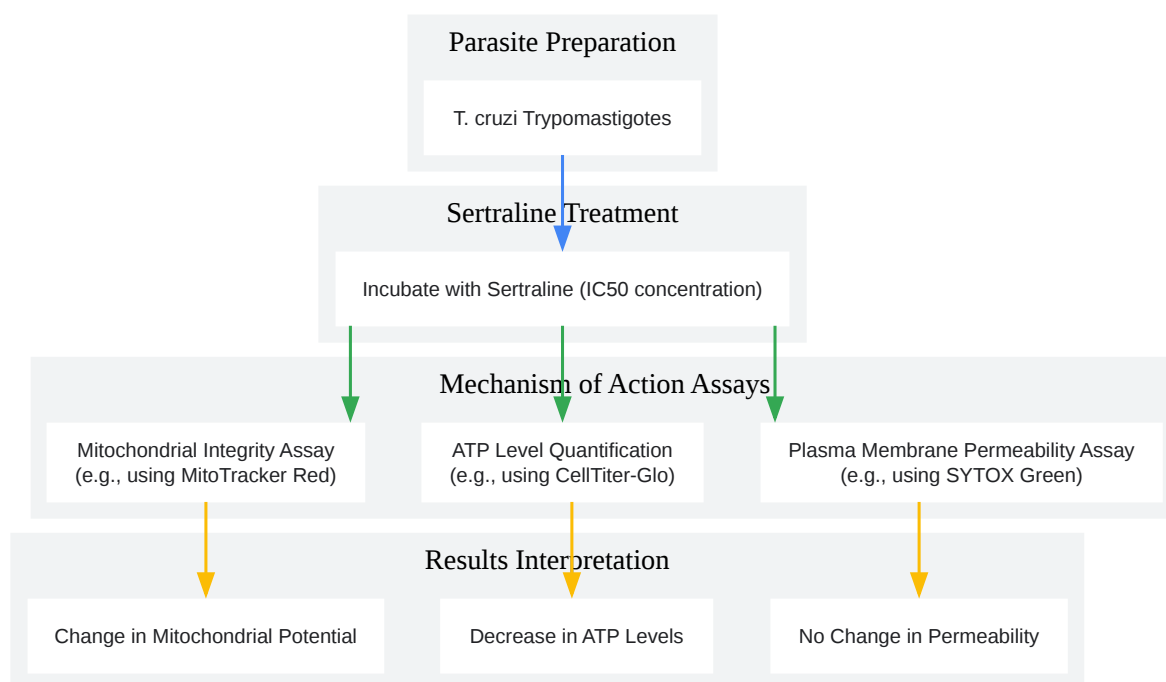 Parasite Preparation
T. cruzi Trypomastigotes
Sertraline Treatment
Incubate with Sertraline (IC50 concentration)
Mechanism of Action Assays
Mitochondrial Integrity Assay
(e.g., using MitoTracker Red)
ATP Level Quantification
(e.g., using CellTiter-Glo)
Plasma Membrane Permeability Assay
(e.g., using SYTOX Green)
Results Interpretation
Change in Mitochondrial Potential
Decrease in ATP Levels
No Change in Permeability